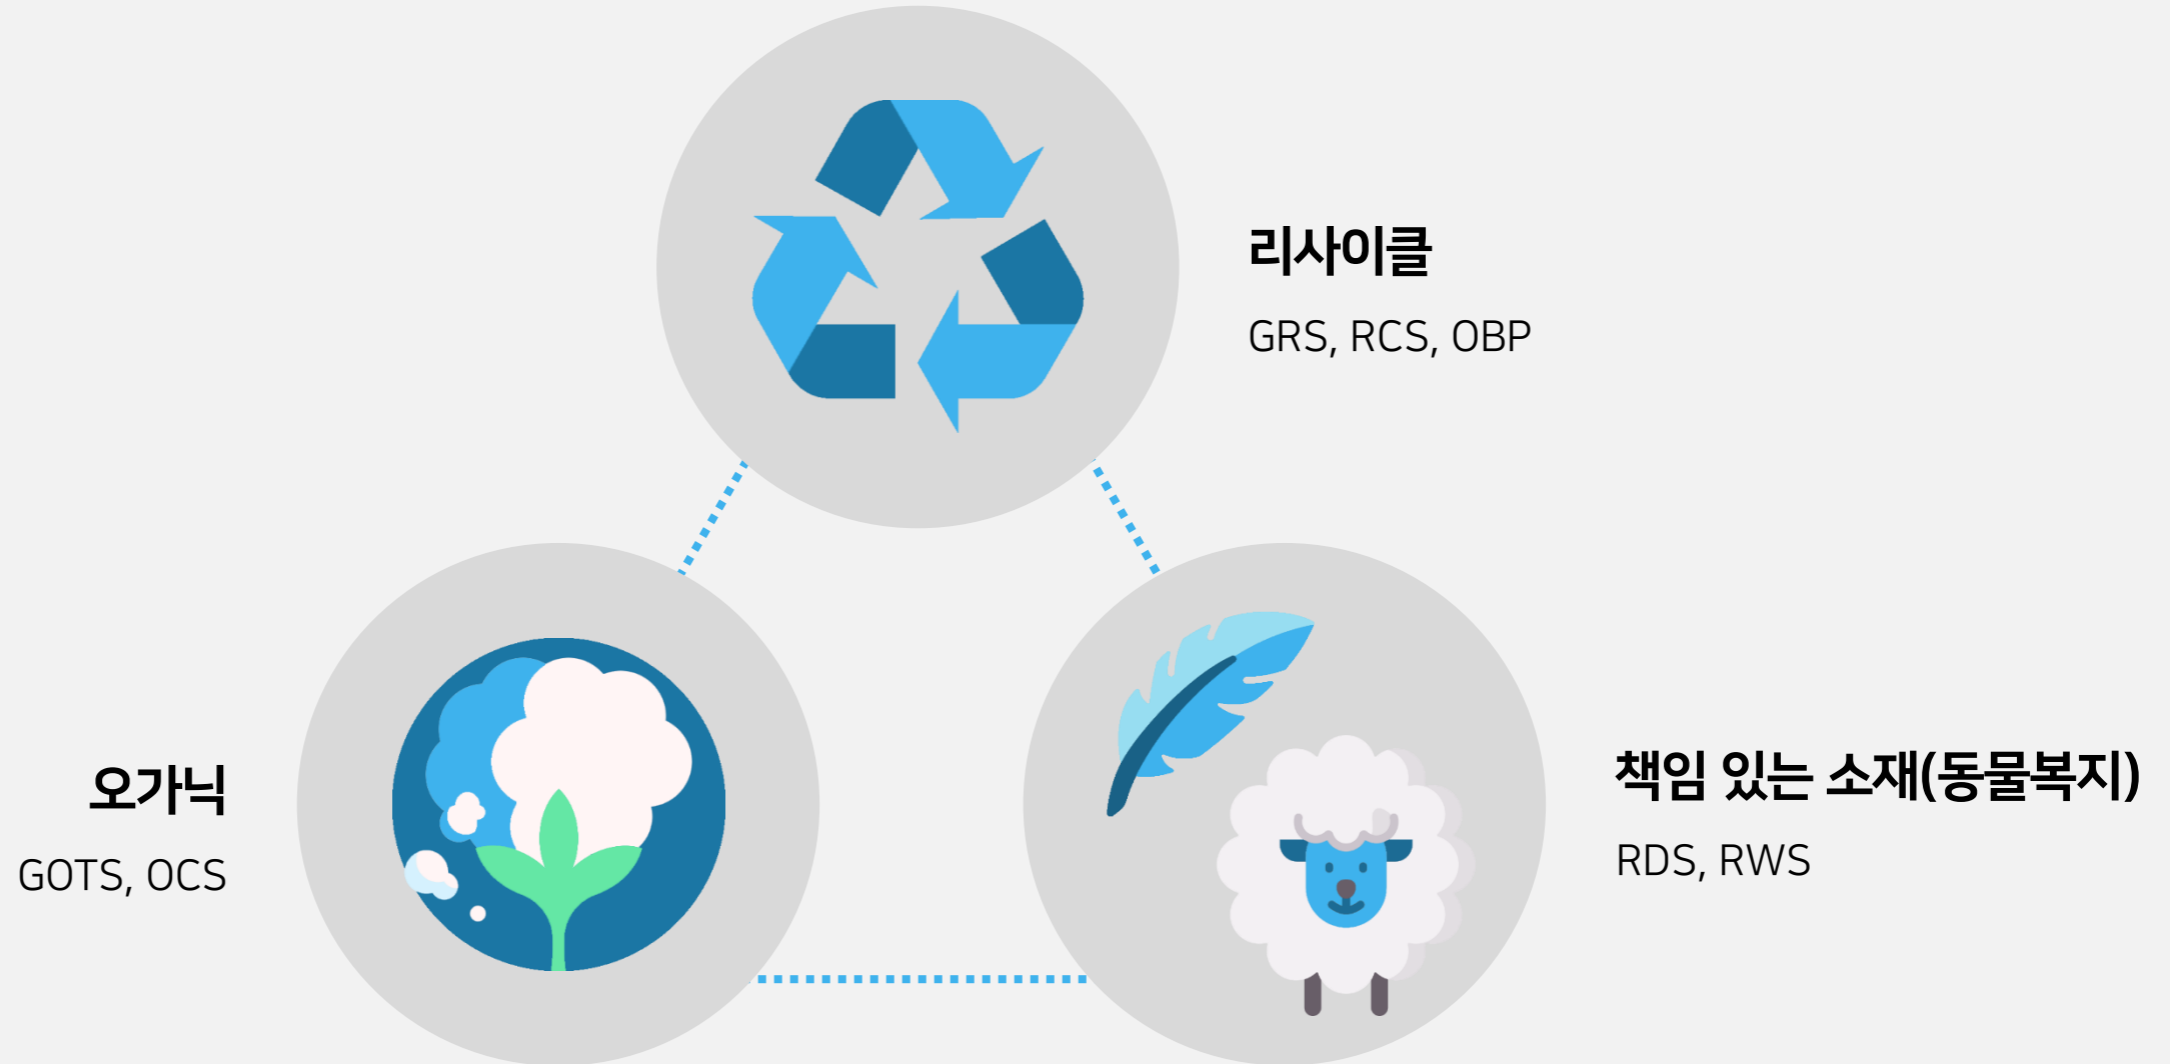 리사이클
GRS, RCS, OBP
오가닉
GOTS, OCS
책임 있는 소재(동물복지)
RDS, RWS